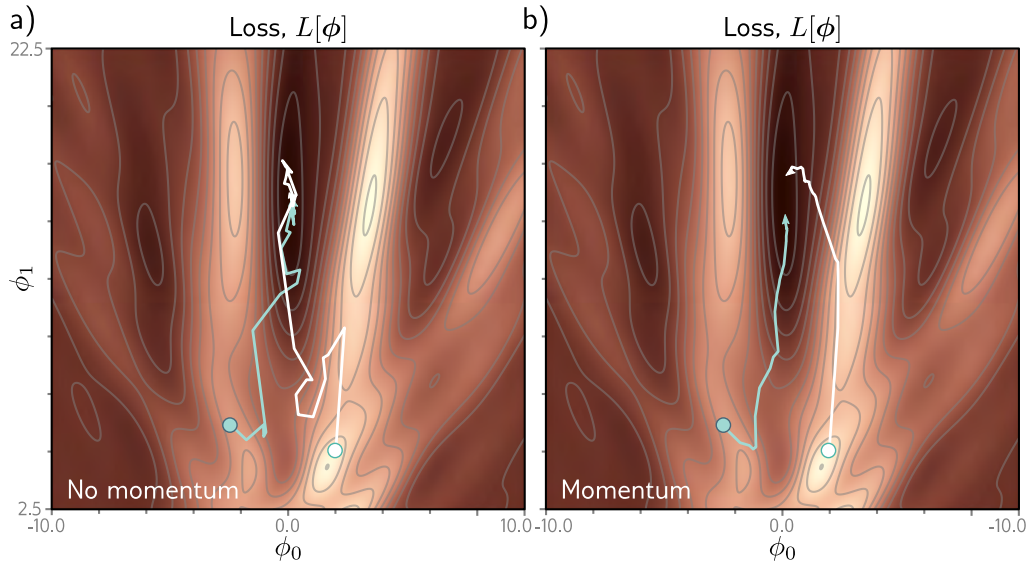 a)
Loss, L[ϕ]
22.5
ϕ₁
2.5
No momentum
-10.0
0.0
10.0
ϕ₀
b)
Loss, L[ϕ]
Momentum
-10.0
0.0
-10.0
ϕ₀